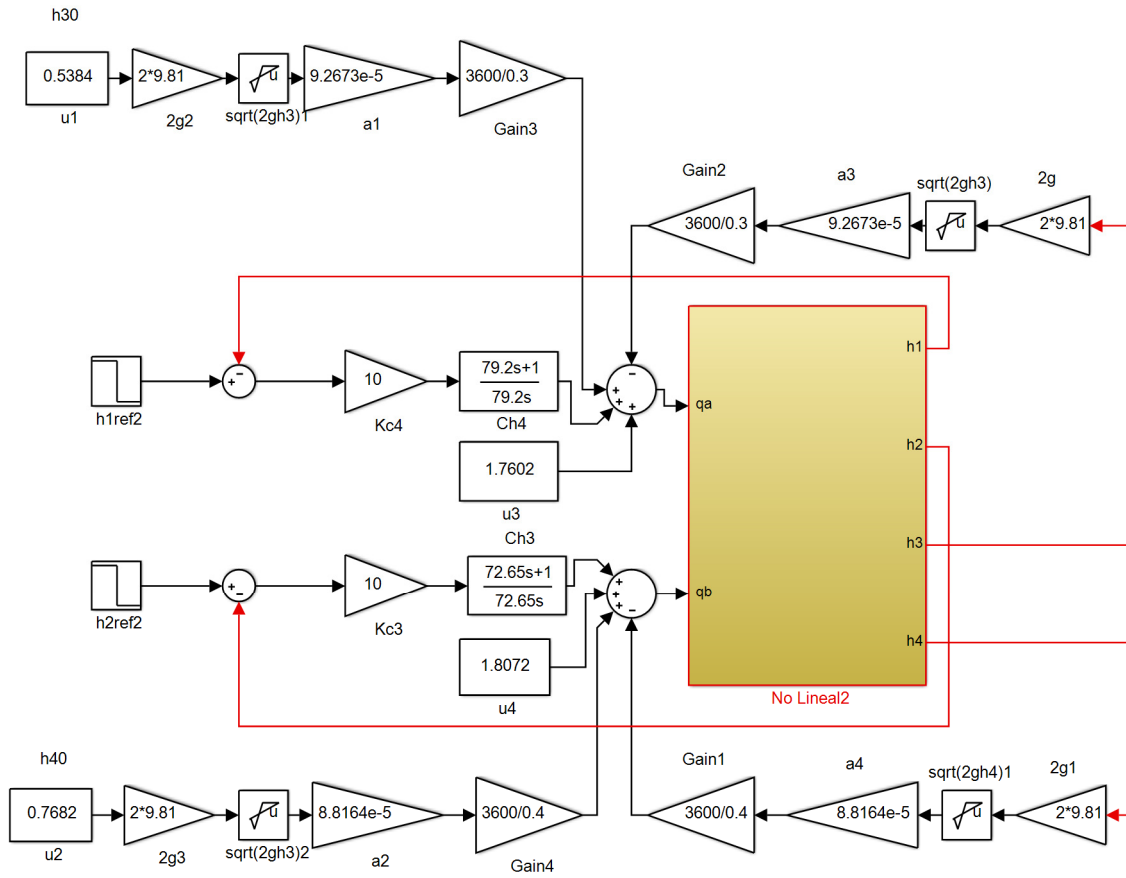 h30
0.5384
2*9.81
u
9.2673e-5
3600/0.3
u1
2g2
sqrt(2gh3)1
a1
Gain3
Gain2
a3
sqrt(2gh3)
2g
3600/0.3
9.2673e-5
u
2*9.81
h1
-
+
10
79.2s+1
79.2s
-
+
+
+
qa
h1ref2
Kc4
Ch4
h2
1.7602
u3
Ch3
h3
+
-
10
72.65s+1
72.65s
+
+
+
-
qb
h2ref2
Kc3
h4
1.8072
u4
No Lineal2
h40
Gain1
a4
sqrt(2gh4)1
2g1
0.7682
2*9.81
u
8.8164e-5
3600/0.4
3600/0.4
8.8164e-5
u
2*9.81
u2
2g3
sqrt(2gh3)2
a2
Gain4